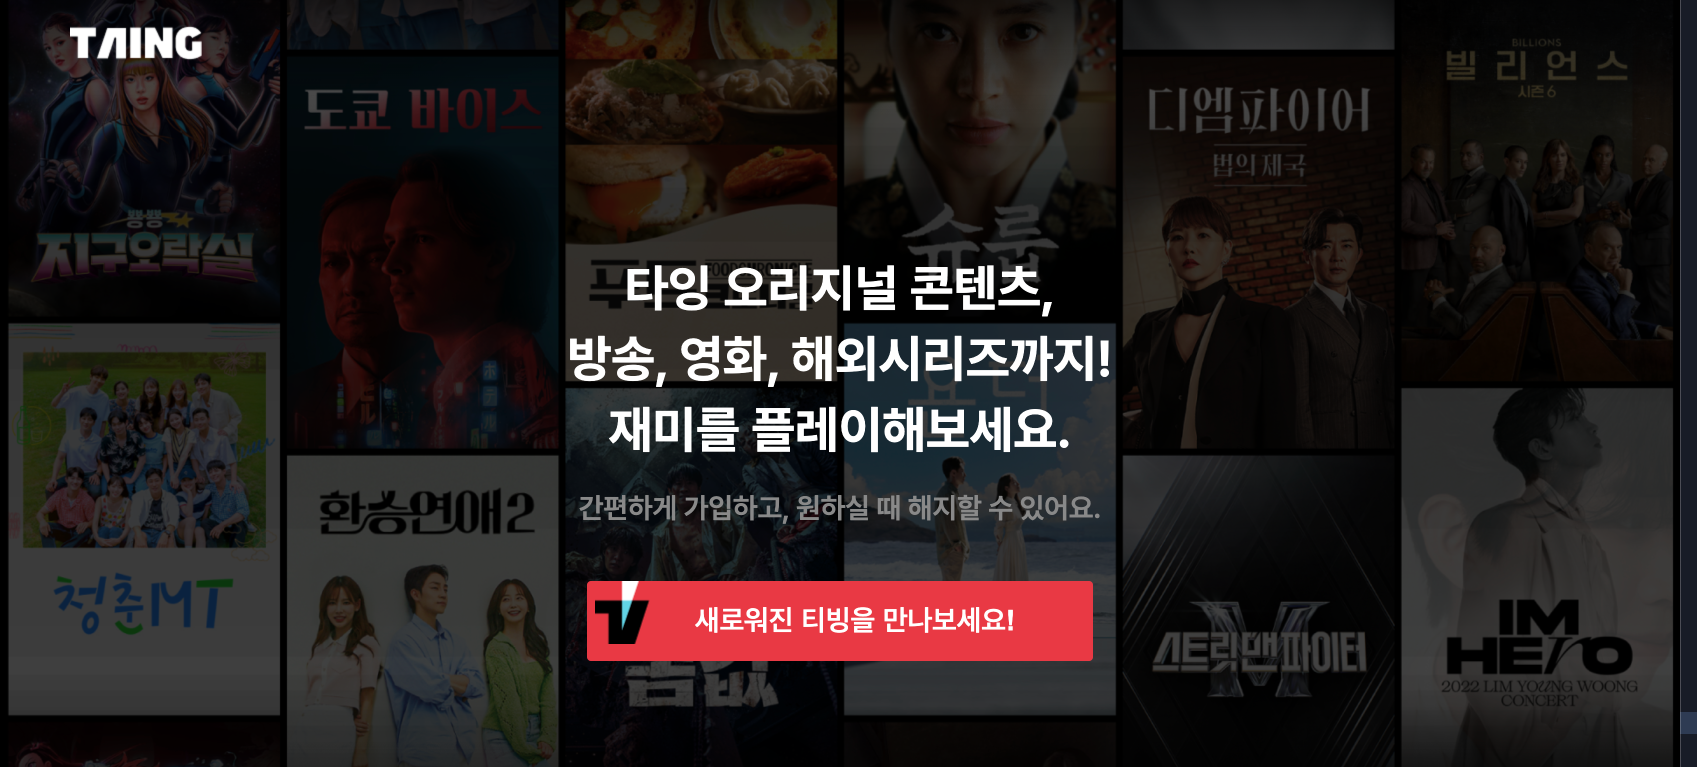 TAING
BILLIONS
빌리언스
시즌 6
도쿄 바이스
디엠파이어
법의 제국
뿅뿅
지구오락실
슈룹
타잉 오리지널 콘텐츠,
방송, 영화, 해외시리즈까지!
재미를 플레이해보세요.
간편하게 가입하고, 원하실 때 해지할 수 있어요.
새로워진 티빙을 만나보세요!
환승연애2
청춘MT
스트릿맨파이터
IM
HERO
2022 LIM YOUNG WOONG
CONCERT